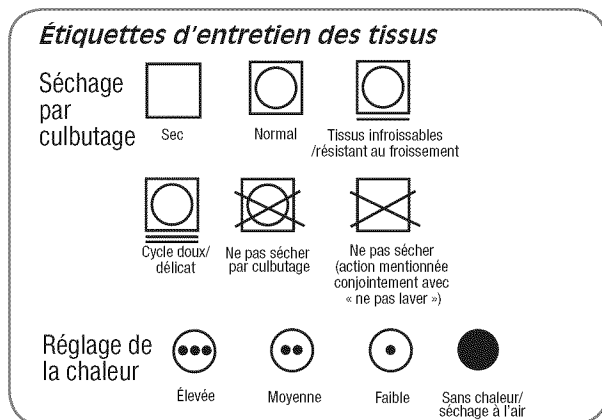 Étiquettes d'entretien des tissus
Séchage
par
culbutage
Sec
Normal
Tissus infroissables
/résistant au froissement
Cycle doux/
délicat
Ne pas sécher
par culbutage
Ne pas sécher
(action mentionnée
conjointement avec
« ne pas laver »)
Réglage de
la chaleur
Élevée
Moyenne
Faible
Sans chaleur/
séchage à l'air